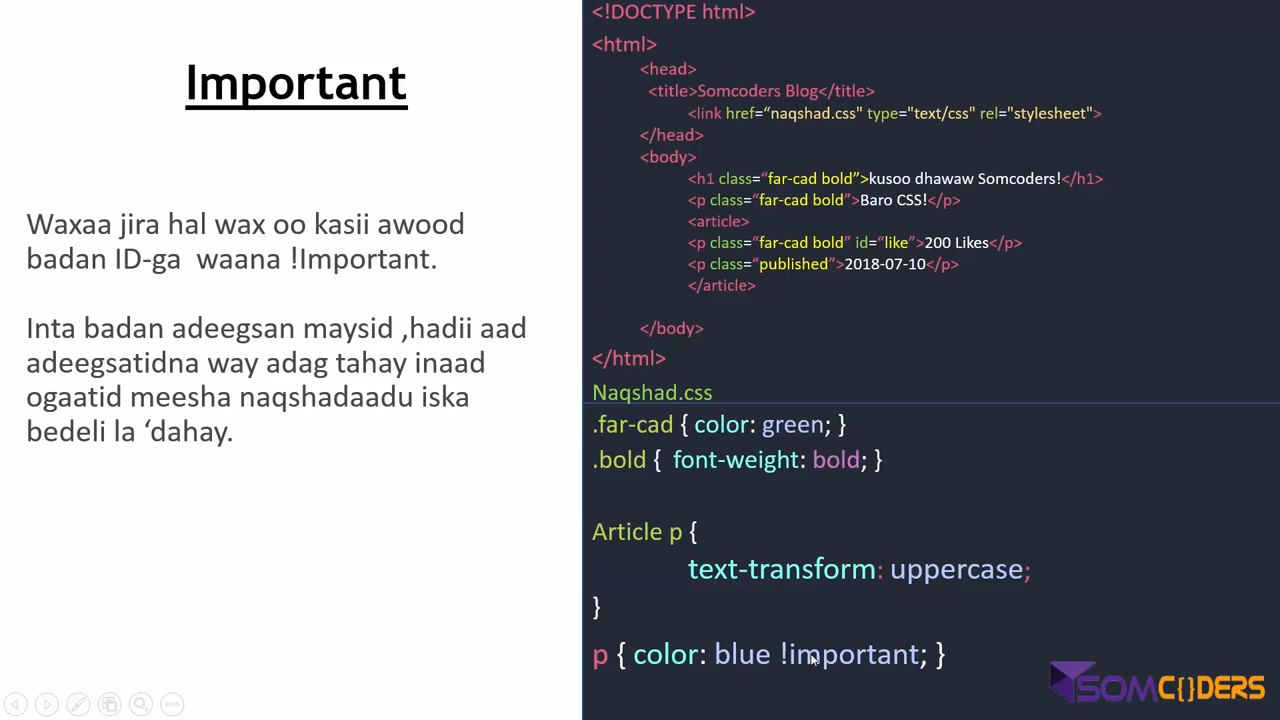 Important
Waxaa jira hal wax oo kasii awood
badan ID-ga waana !Important.
Inta badan adeegsan maysid ,hadii aad
adeegsatidna way adag tahay inaad
ogaatid meesha naqshadaadu iska
bedeli la ‘dahay.
<!DOCTYPE html>
<html>
<head>
<title>Somcoders Blog</title>
<link href=“naqshad.css" type="text/css" rel="stylesheet">
</head>
<body>
<h1 class=“far-cad bold”>kusoo dhawaw Somcoders!</h1>
<p class=“far-cad bold”>Baro CSS!</p>
<article>
<p class=“far-cad bold” id=“like”>200 Likes</p>
<p class=“published”>2018-07-10</p>
</article>
</body>
</html>
Naqshad.css
.far-cad { color: green; }
.bold { font-weight: bold; }
Article p {
text-transform: uppercase;
}
p { color: blue !important; }
SOMC{}DERS